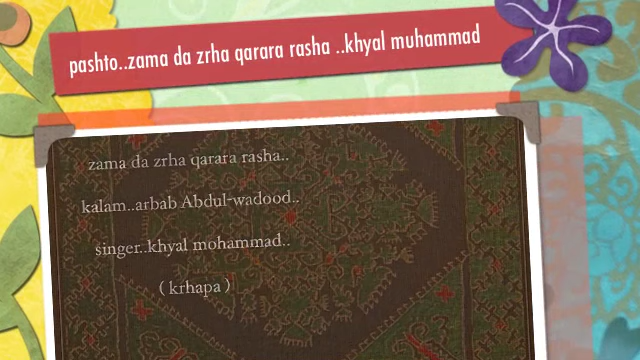 pashto..zama da zrha qarara rasha ..khyal muhammad
zama da zrha qarara rasha..
kalam..arbab Abdul-wadood..
singer..khyal mohammad..
( krhapa )